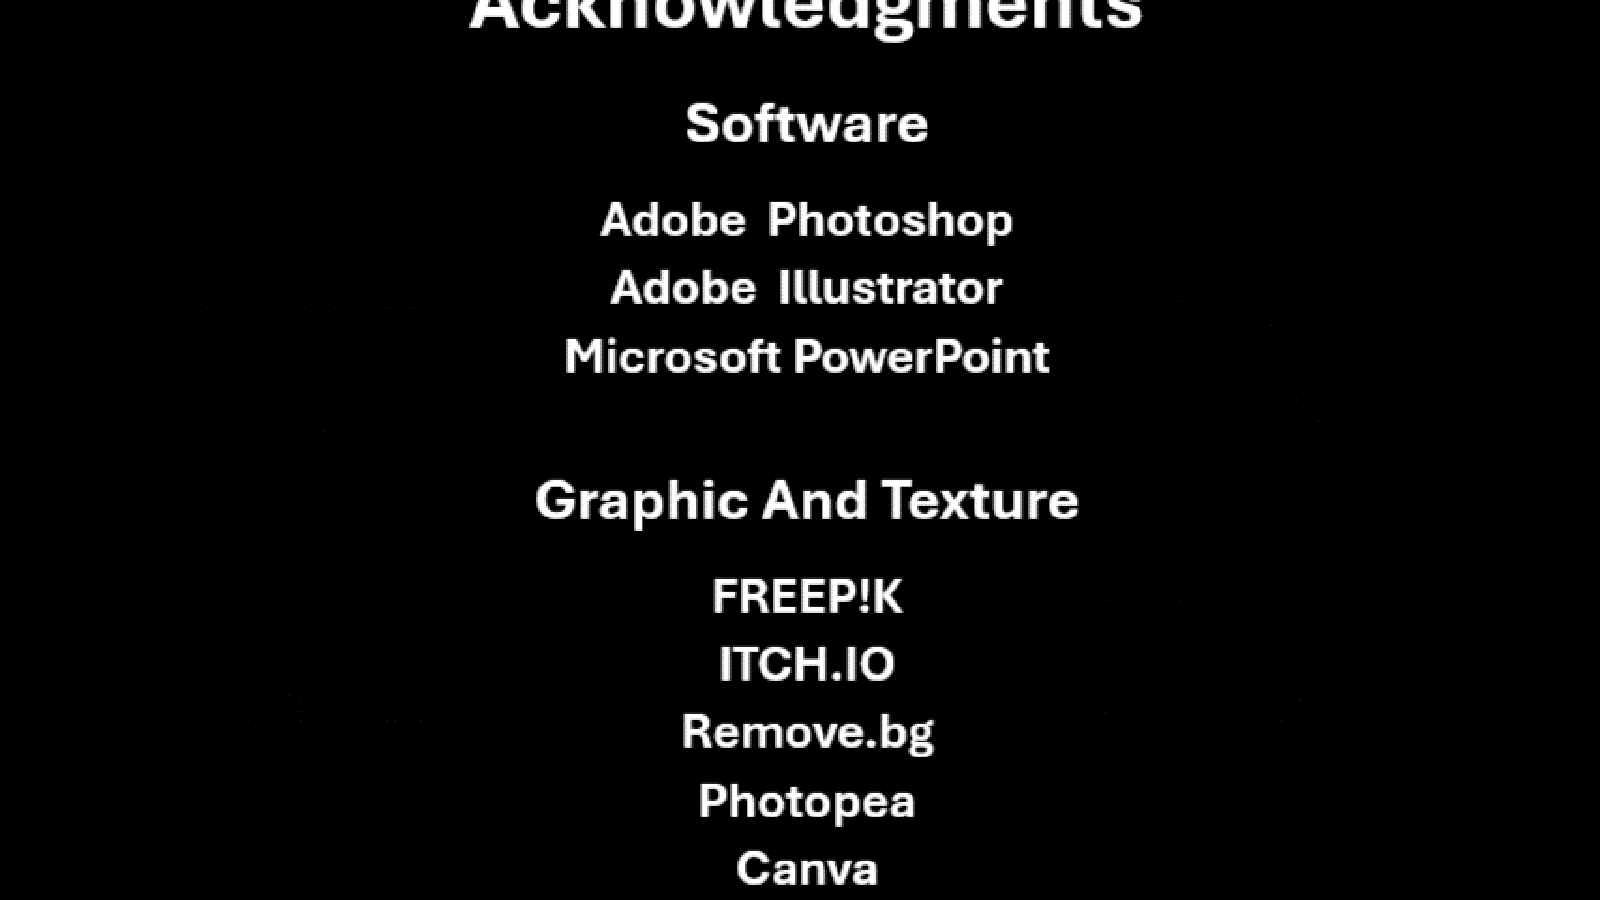 Acknowledgments
Software
Adobe Photoshop
Adobe Illustrator
Microsoft PowerPoint
Graphic And Texture
FREEP!K
ITCH.IO
Remove.bg
Photopea
Canva